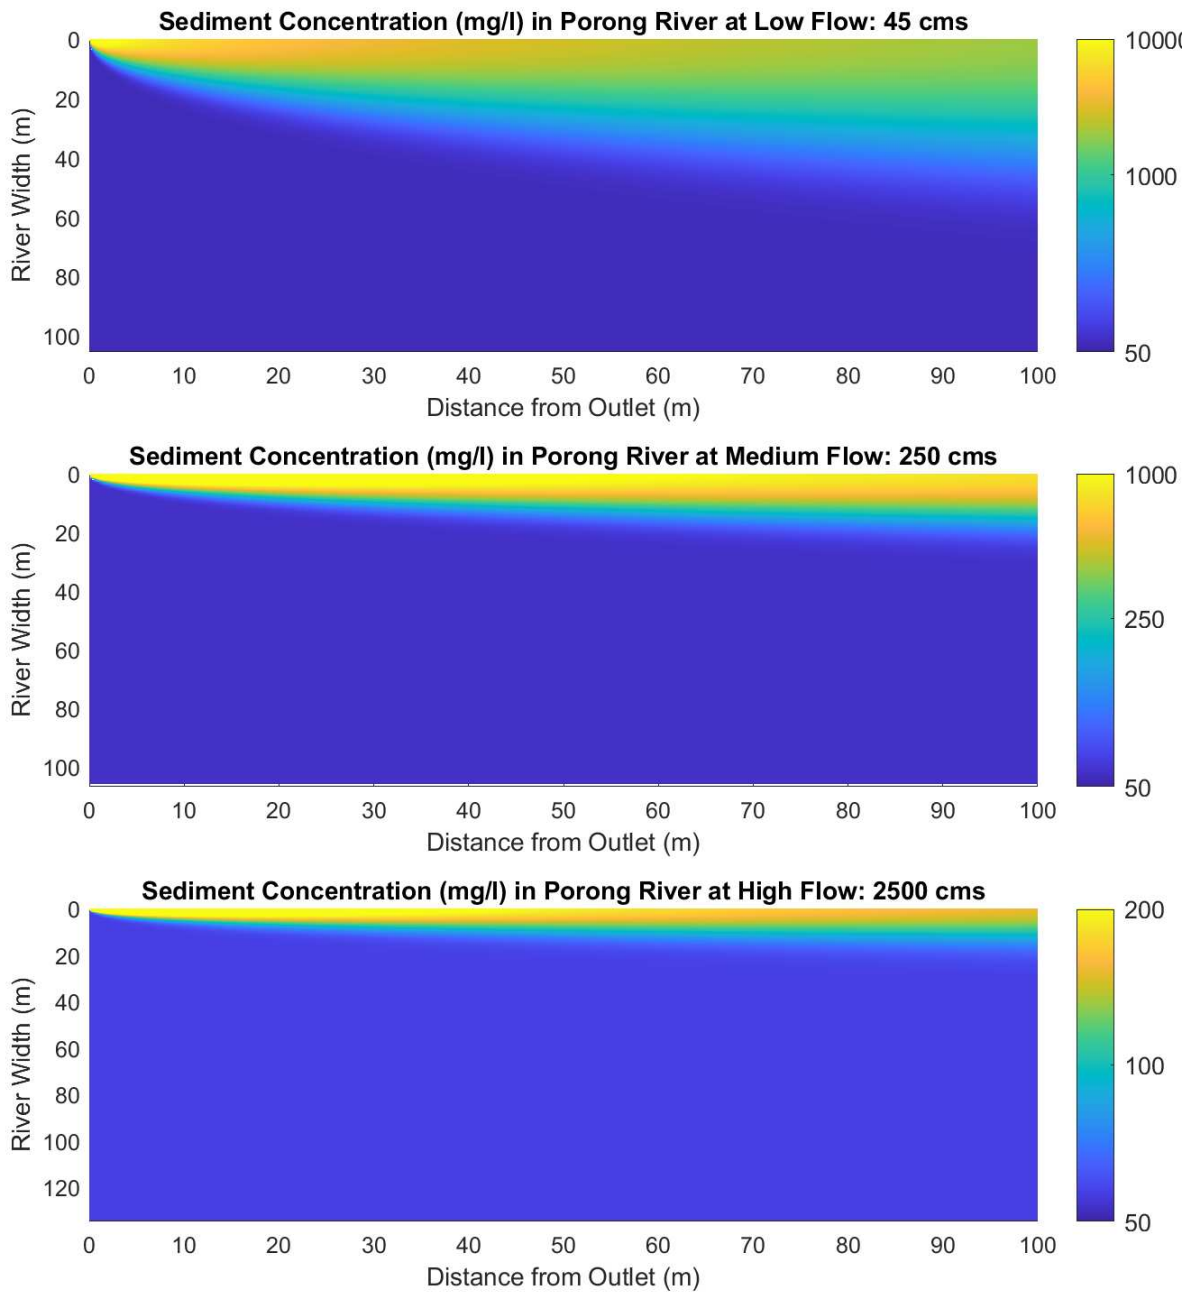 Sediment Concentration (mg/l) in Porong River at Low Flow: 45 cms
0
20
40
60
80
100
River Width (m)
0 10 20 30 40 50 60 70 80 90 100
Distance from Outlet (m)
10000
1000
50
Sediment Concentration (mg/l) in Porong River at Medium Flow: 250 cms
0
20
40
60
80
100
River Width (m)
0 10 20 30 40 50 60 70 80 90 100
Distance from Outlet (m)
1000
250
50
Sediment Concentration (mg/l) in Porong River at High Flow: 2500 cms
0
20
40
60
80
100
120
River Width (m)
0 10 20 30 40 50 60 70 80 90 100
Distance from Outlet (m)
200
100
50